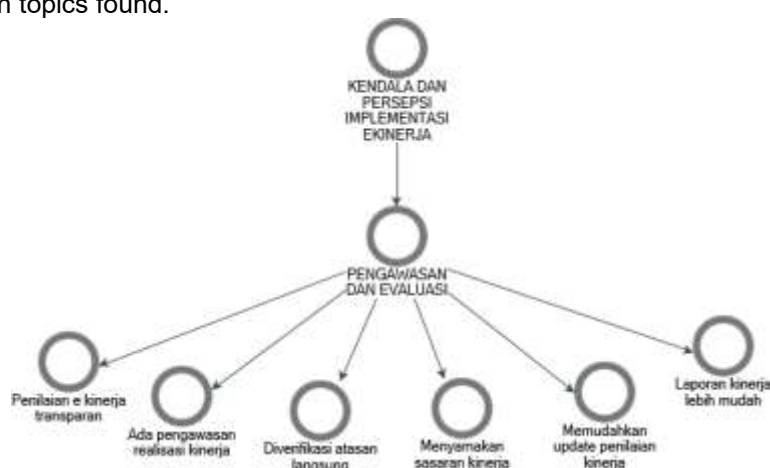 n topics found.
KENDALA DAN
PERSEPSI
IMPLEMENTASI
EKINERJA
PENGAWASAN
DAN EVALUASI
Penilaian e kinerja
transparan
Ada pengawasan
realisasi kinerja
Diverifikasi atasan
langsung
Menyamakan
sasaran kinerja
Memudahkan
update penilaian
kinerja
Laporan kinerja
lebih mudah